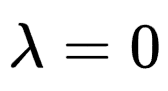 λ = 0